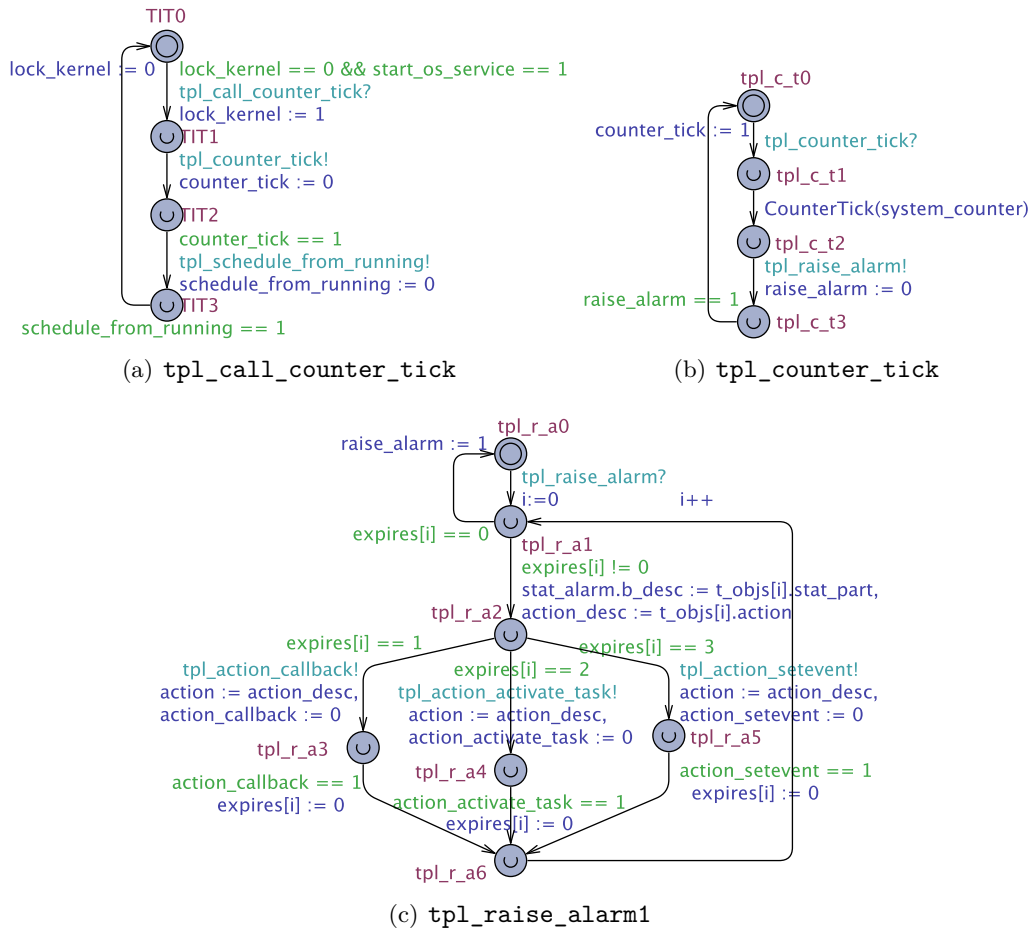 TIT0
lock_kernel := 0
lock_kernel == 0 && start_os_service == 1
tpl_call_counter_tick?
lock_kernel := 1
TIT1
tpl_counter_tick!
counter_tick := 0
TIT2
counter_tick == 1
tpl_schedule_from_running!
schedule_from_running := 0
TIT3
schedule_from_running == 1
(a) tpl_call_counter_tick
tpl_c_t0
counter_tick := 1
tpl_counter_tick?
tpl_c_t1
CounterTick(system_counter)
tpl_c_t2
tpl_raise_alarm!
raise_alarm := 0
raise_alarm == 1
tpl_c_t3
(b) tpl_counter_tick
tpl_r_a0
raise_alarm := 1
tpl_raise_alarm?
i:=0
i++
expires[i] == 0
tpl_r_a1
expires[i] != 0
stat_alarm.b_desc := t_objs[i].stat_part,
action_desc := t_objs[i].action
tpl_r_a2
expires[i] == 1
tpl_action_callback!
action := action_desc,
action_callback := 0
expires[i] == 2
tpl_action_activate_task!
action := action_desc,
action_activate_task := 0
expires[i] == 3
tpl_action_setevent!
action := action_desc,
action_setevent := 0
tpl_r_a3
tpl_r_a4
tpl_r_a5
action_callback == 1
expires[i] := 0
action_activate_task == 1
expires[i] := 0
action_setevent == 1
expires[i] := 0
tpl_r_a6
(c) tpl_raise_alarm1